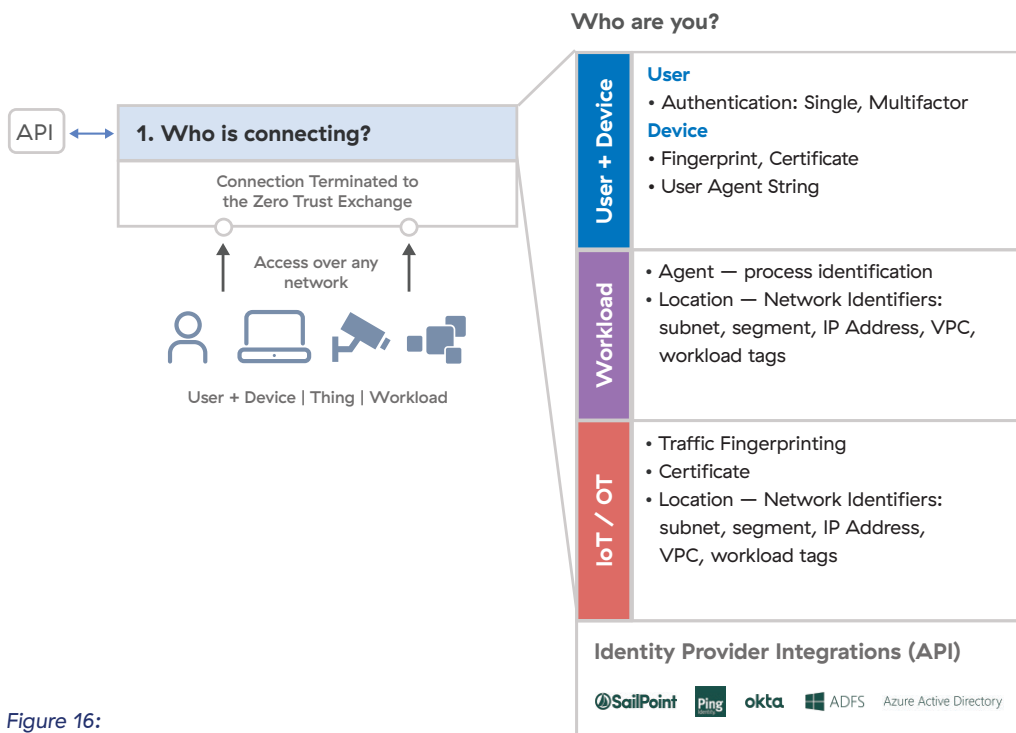 Who are you?
API
1. Who is connecting?
Connection Terminated to
the Zero Trust Exchange
Access over any
network
User + Device | Thing | Workload
User + Device
User
• Authentication: Single, Multifactor
Device
• Fingerprint, Certificate
• User Agent String
Workload
• Agent — process identification
• Location — Network Identifiers:
subnet, segment, IP Address, VPC,
workload tags
IoT / OT
• Traffic Fingerprinting
• Certificate
• Location — Network Identifiers:
subnet, segment, IP Address,
VPC, workload tags
Identity Provider Integrations (API)
SailPoint
Ping
Identity
okta
ADFS
Azure Active Directory
Figure 16: